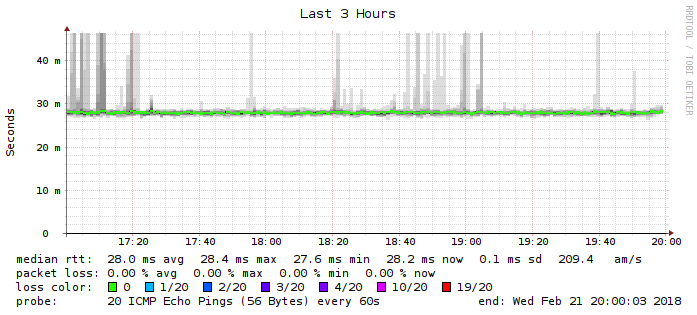 Last 3 Hours
RRDTOOL / TOBI OETIKER
Seconds
40 m
30 m
20 m
10 m
0
17:20 17:40 18:00 18:20 18:40 19:00 19:20 19:40 20:00
median rtt: 28.0 ms avg 28.4 ms max 27.6 ms min 28.2 ms now 0.1 ms sd 209.4 am/s
packet loss: 0.00 % avg 0.00 % max 0.00 % min 0.00 % now
loss color: 0 1/20 2/20 3/20 4/20 10/20 19/20
probe: 20 ICMP Echo Pings (56 Bytes) every 60s end: Wed Feb 21 20:00:03 2018